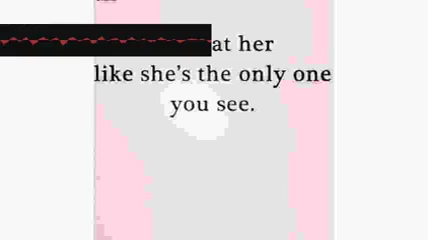 at her
like she’s the only one
you see.